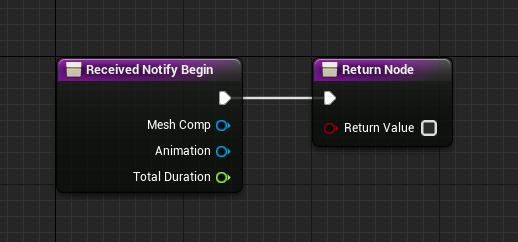 Received Notify Begin
Return Node
Mesh Comp
Return Value
Animation
Total Duration